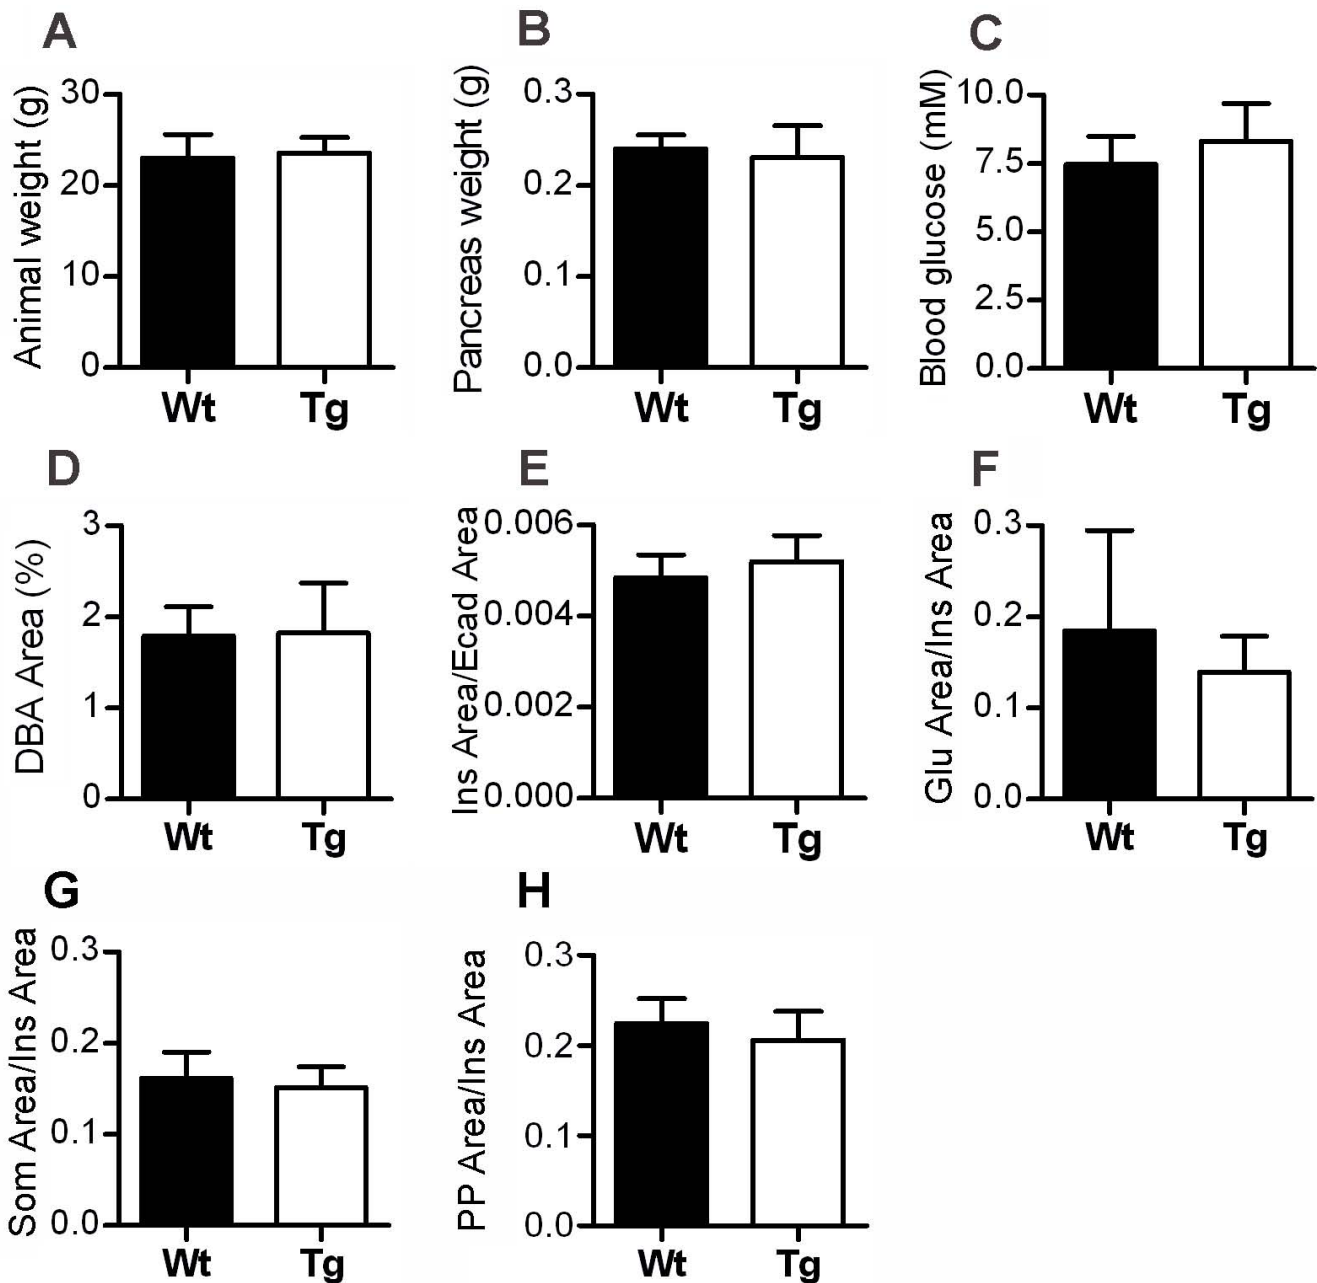 A
Animal weight (g)
30
20
10
0
Wt Tg
B
Pancreas weight (g)
0.3
0.2
0.1
0.0
Wt Tg
C
Blood glucose (mM)
10.0
7.5
5.0
2.5
0.0
Wt Tg
D
DBA Area (%)
3
2
1
0
Wt Tg
E
Ins Area/Ecad Area
0.006
0.004
0.002
0.000
Wt Tg
F
Glu Area/Ins Area
0.3
0.2
0.1
0.0
Wt Tg
G
Som Area/Ins Area
0.3
0.2
0.1
0.0
Wt Tg
H
PP Area/Ins Area
0.3
0.2
0.1
0.0
Wt Tg